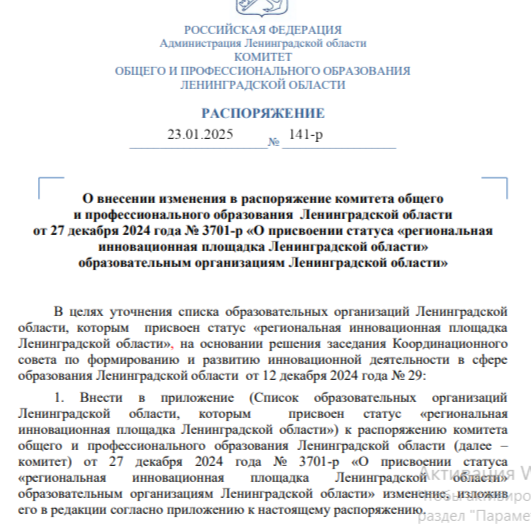 РОССИЙСКАЯ ФЕДЕРАЦИЯ
Администрация Ленинградской области
КОМИТЕТ
ОБЩЕГО И ПРОФЕССИОНАЛЬНОГО ОБРАЗОВАНИЯ
ЛЕНИНГРАДСКОЙ ОБЛАСТИ
РАСПОРЯЖЕНИЕ
23.01.2025 № 141-р
О внесении изменения в распоряжение комитета общего
и профессионального образования Ленинградской области
от 27 декабря 2024 года № 3701-р «О присвоении статуса «региональная
инновационная площадка Ленинградской области»
образовательным организациям Ленинградской области»
В целях уточнения списка образовательных организаций Ленинградской
области, которым присвоен статус «региональная инновационная площадка
Ленинградской области», на основании решения заседания Координационного
совета по формированию и развитию инновационной деятельности в сфере
образования Ленинградской области от 12 декабря 2024 года № 29:
1. Внести в приложение (Список образовательных организаций
Ленинградской области, которым присвоен статус «региональная
инновационная площадка Ленинградской области») к распоряжению комитета
общего и профессионального образования Ленинградской области (далее –
комитет) от 27 декабря 2024 года № 3701-р «О присвоении статуса
«региональная инновационная площадка Ленинградской области»
образовательным организациям Ленинградской области» изменение, изложив
его в редакции согласно приложению к настоящему распоряжению.
Активация W
раздел "Параме